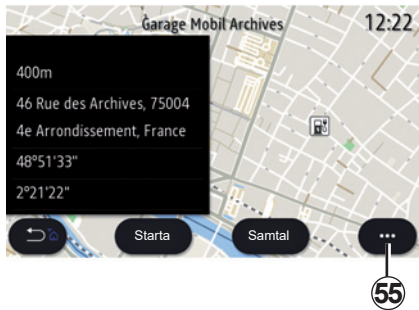 Garage Mobil Archives
12:22
400m
46 Rue des Archives, 75004
4e Arrondissement, France
48°51'33"
2°21'22"
Starta
Samtal
55